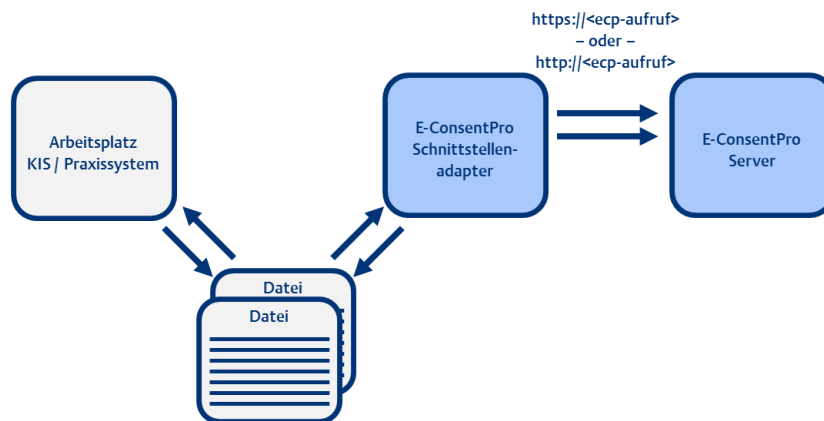 https://<ecp-aufruf>
– oder –
http://<ecp-aufruf>
Arbeitsplatz
KIS / Praxissystem
E-ConsentPro
Schnittstellen-
adapter
E-ConsentPro
Server
Datei
Datei